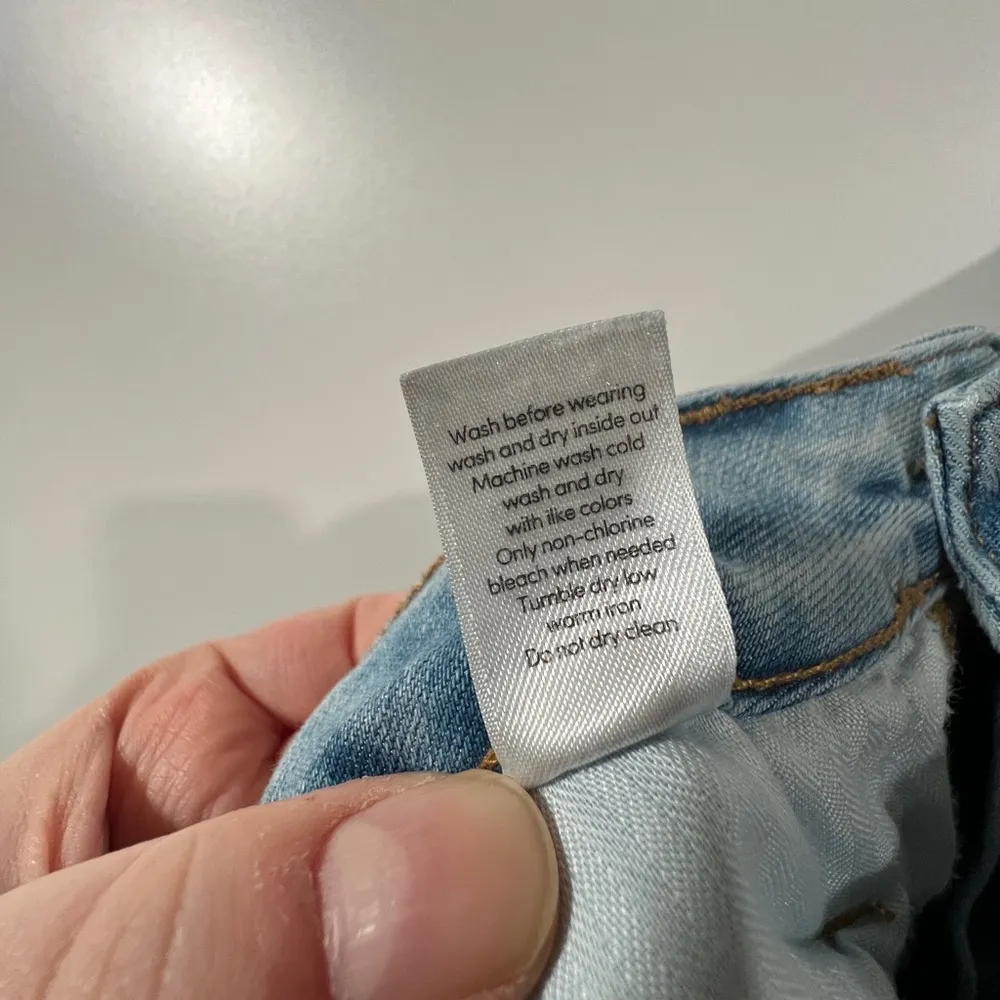 Wash before wearing
wash and dry inside out
Machine wash cold
wash and dry
with ilke colors
Only non-chlorine
bleach when needed
Tumble dry low
warm iron
Do not dry clean